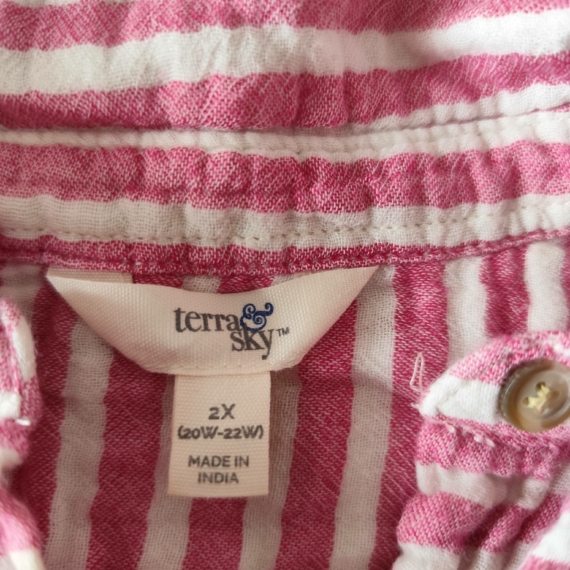 terra &
sky™
2X
(20W-22W)
MADE IN
INDIA